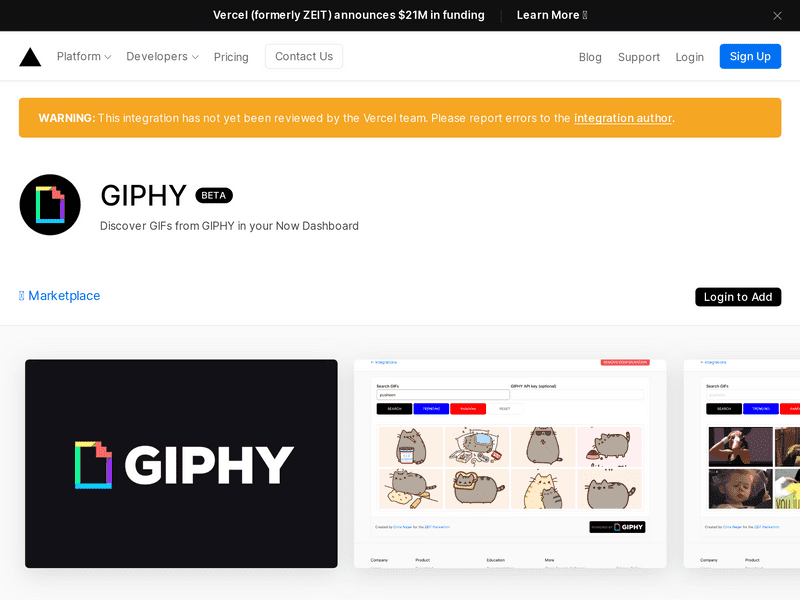 Vercel (formerly ZEIT) announces $21M in funding
Learn More
Platform
Developers
Pricing
Contact Us
Blog
Support
Login
Sign Up
WARNING: This integration has not yet been reviewed by the Vercel team. Please report errors to the integration author.
GIPHY BETA
Discover GIFs from GIPHY in your Now Dashboard
Marketplace
Login to Add
GIPHY
Integrations
Search GIFs
GIPHY API key (optional)
pusheen
SEARCH
TRENDING
RANDOM
RESET
GIPHY
Company
Product
Education
More
Integrations
Search GIFs
SEARCH
TRENDING
Company
Product